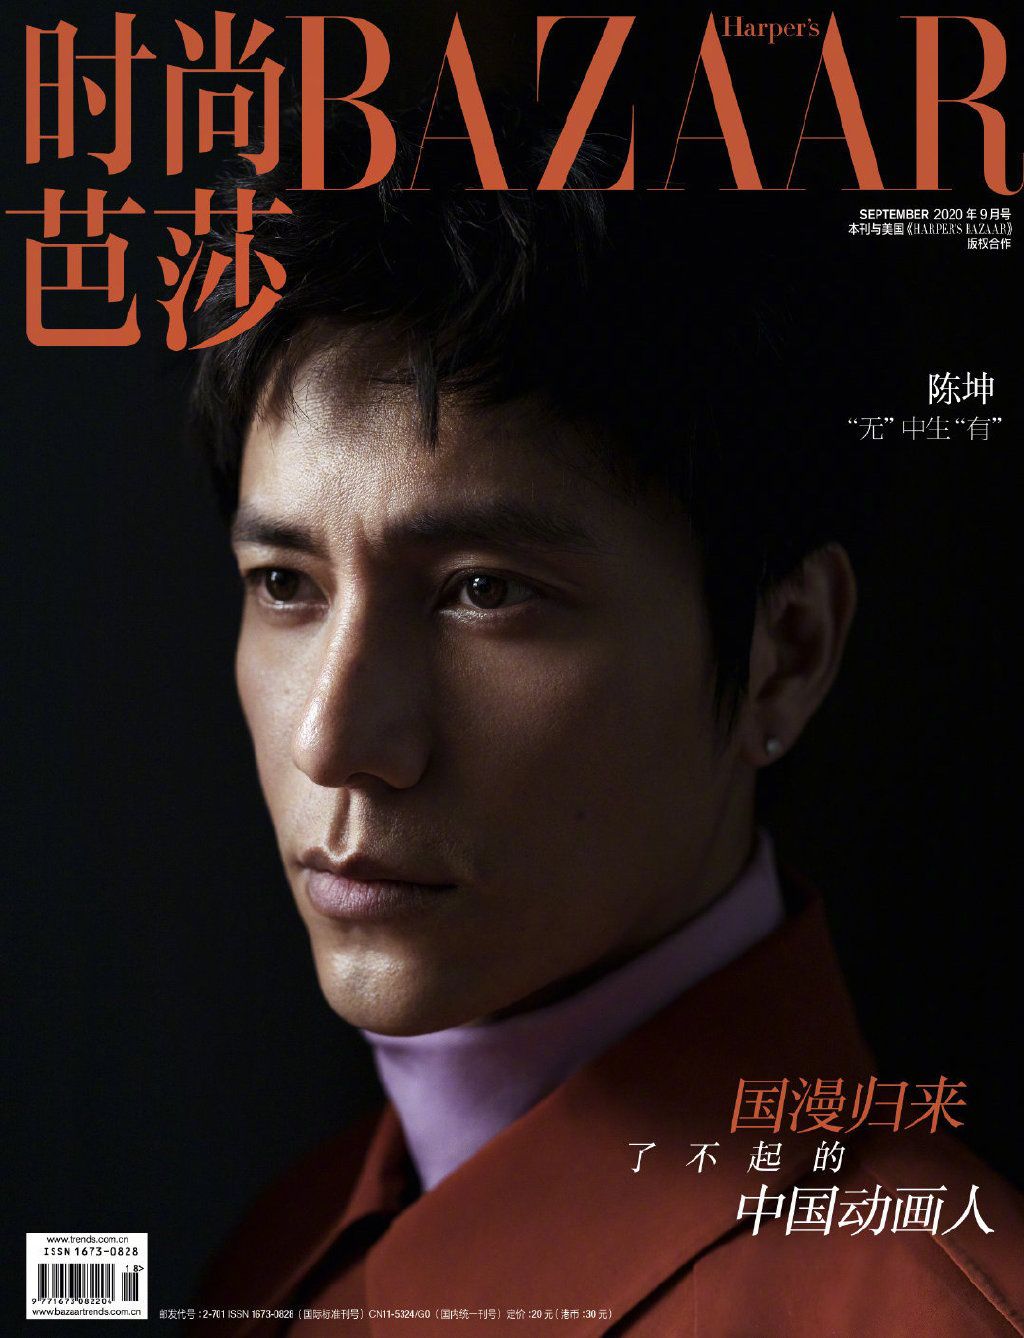 时尚
芭莎
Harper's
BAZAAR
SEPTEMBER 2020 年 9月号
本刊与美国《HARPER'S BAZAAR》
版权合作
陈坤
“无”中生“有”
国漫归来
了不起的
中国动画人
www.trends.com.cn
ISSN 1673-0828
18>
9 771673 082204
www.bazaartrends.com.cn
邮发代号：2-701 ISSN 1673-0828（国际标准刊号）CN11-5324/G0（国内统一刊号）定价：20元（港币：30元）